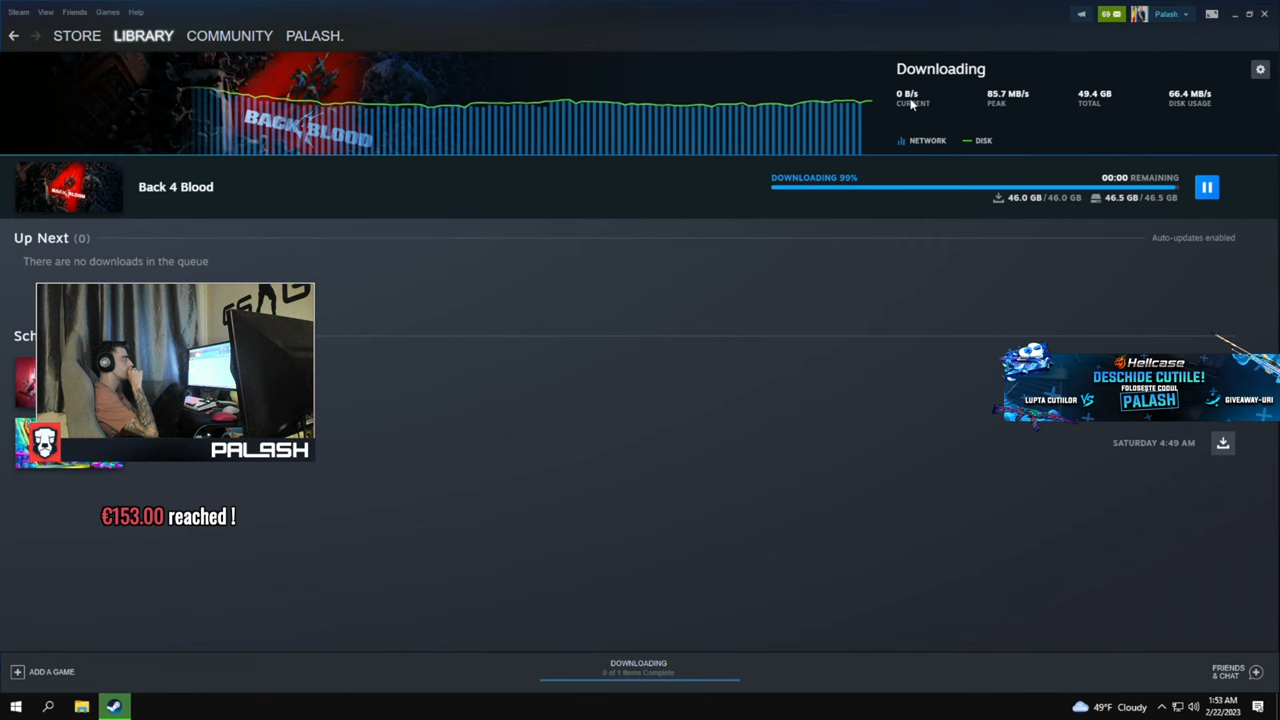 Steam View Friends Games Help
69 Palash.
STORE LIBRARY COMMUNITY PALASH.
Downloading
0 B/s 85.7 MB/s 49.4 GB 66.4 MB/s
CURRENT PEAK TOTAL DISK USAGE
NETWORK DISK
BACK BLOOD
Back 4 Blood
DOWNLOADING 99% 00:00 REMAINING
46.0 GB/46.0 GB 46.5 GB/46.5 GB
Up Next (0) Auto-updates enabled
There are no downloads in the queue
Sch
Hellcase
DESCHIDE CUTIILE!
FOLOSEȘTE CODUL
LUPTA CUTIILOR VS PALASH GIVEAWAY-URI
SATURDAY 4:49 AM
PALASH
€153.00 reached !
ADD A GAME
DOWNLOADING
0 of 1 Items Complete
FRIENDS
& CHAT
49°F Cloudy
1:53 AM
2/22/2023